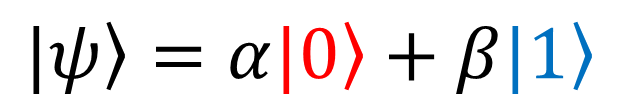 |ψ⟩ = α|0⟩ + β|1⟩